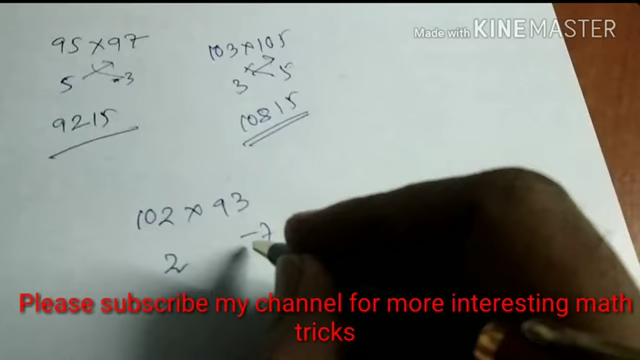 Made with KINEMASTER
95 × 97
5 3
9215
103 × 105
3 5
10815
102 × 93
2 -7
Please subscribe my channel for more interesting math
tricks